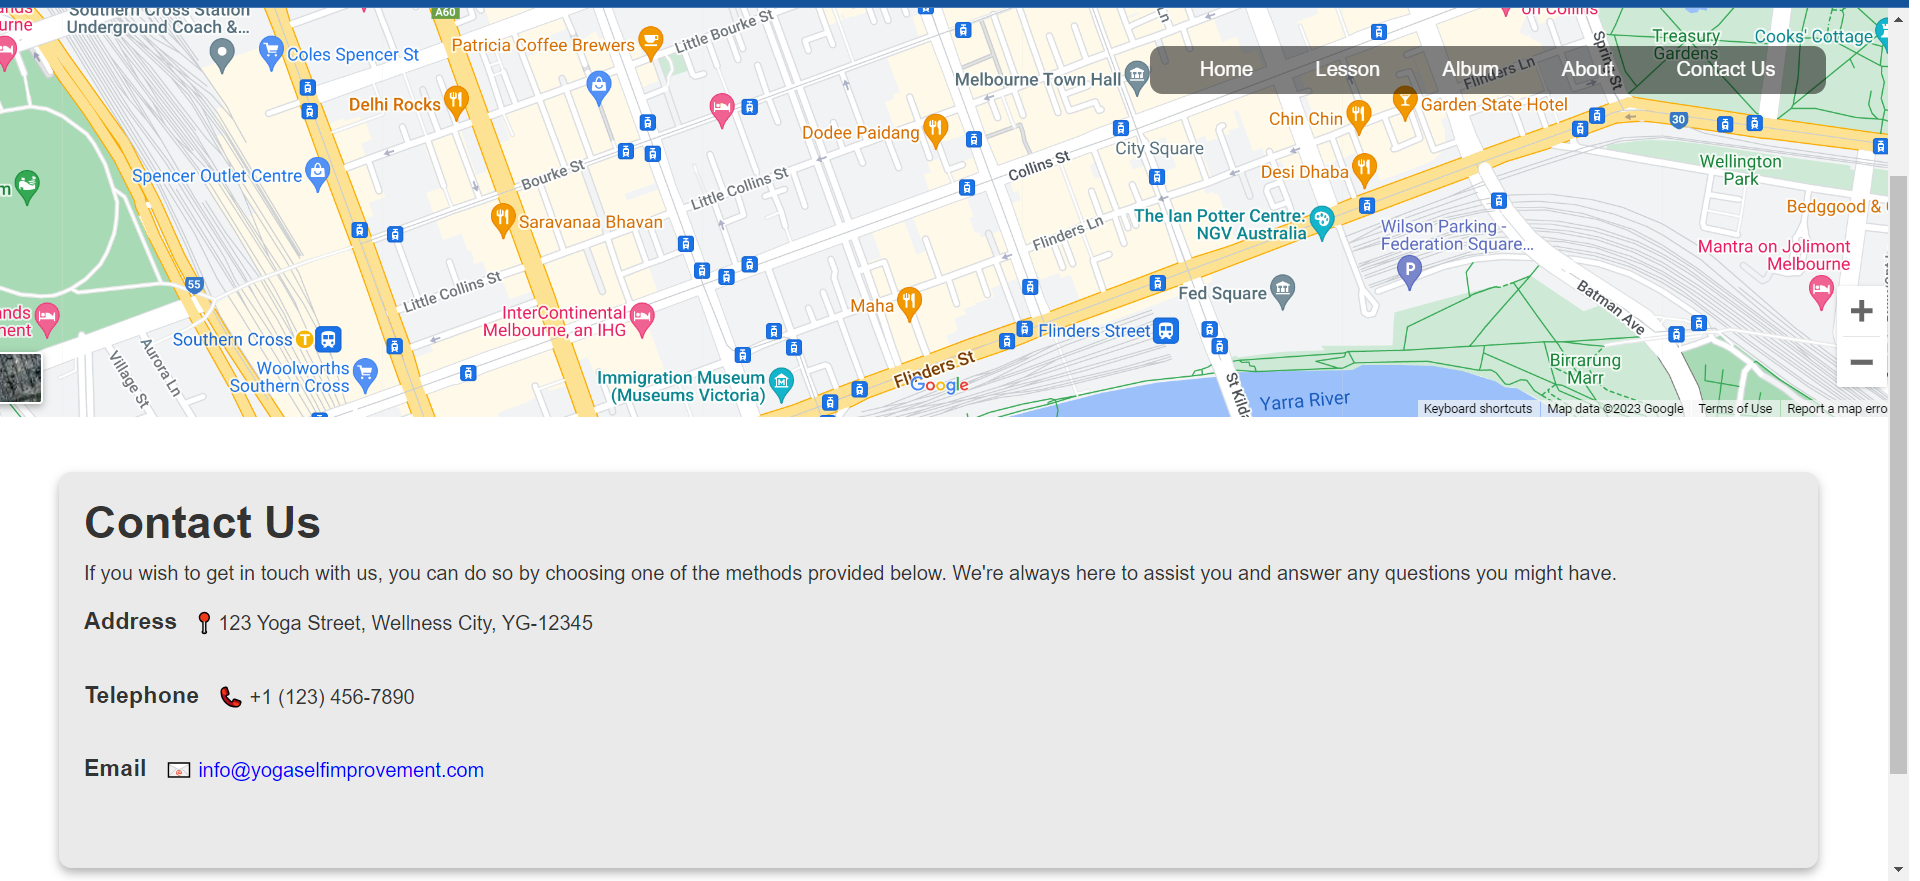 Southern Cross Station
Underground Coach &...
A60
Coles Spencer St
Patricia Coffee Brewers
Little Bourke St
on Collins
Spring St
Treasury
Gardens
Cooks' Cottage
Melbourne Town Hall
Home
Lesson
Album
About
Contact Us
Flinders Ln
Delhi Rocks
Dodee Paidang
Chin Chin
Garden State Hotel
30
City Square
Spencer Outlet Centre
Bourke St
Little Collins St
Collins St
Desi Dhaba
Wellington
Park
Saravanaa Bhavan
Flinders Ln
The Ian Potter Centre:
NGV Australia
Wilson Parking -
Federation Square...
Bedggood &
Mantra on Jolimont
Melbourne
55
Little Collins St
InterContinental
Melbourne, an IHG
Maha
Fed Square
P
Batman Ave
Southern Cross
T
Flinders Street
Aurora Ln
Village St
Woolworths
Southern Cross
Immigration Museum
(Museums Victoria)
Flinders St
Google
St Kilda
Yarra River
Birrarung
Marr
Keyboard shortcuts
Map data ©2023 Google
Terms of Use
Report a map erro
Contact Us
If you wish to get in touch with us, you can do so by choosing one of the methods provided below. We're always here to assist you and answer any questions you might have.
Address 123 Yoga Street, Wellness City, YG-12345
Telephone +1 (123) 456-7890
Email info@yogaselfimprovement.com